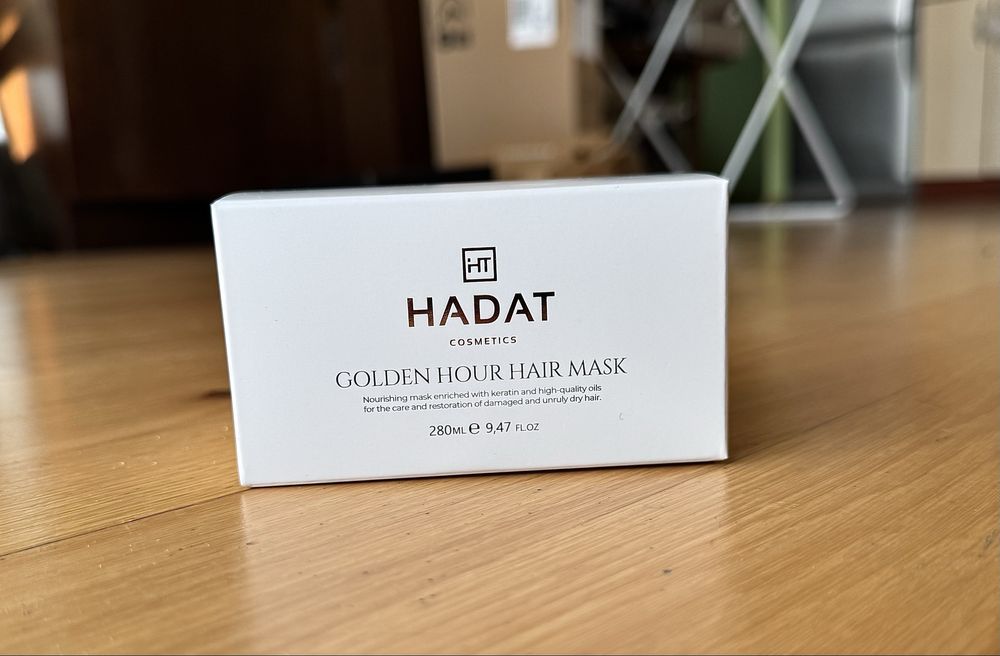 HT
HADAT
COSMETICS
GOLDEN HOUR HAIR MASK
Nourishing mask enriched with keratin and high-quality oils
for the care and restoration of damaged and unruly dry hair.
280ML ℮ 9,47 FL.OZ